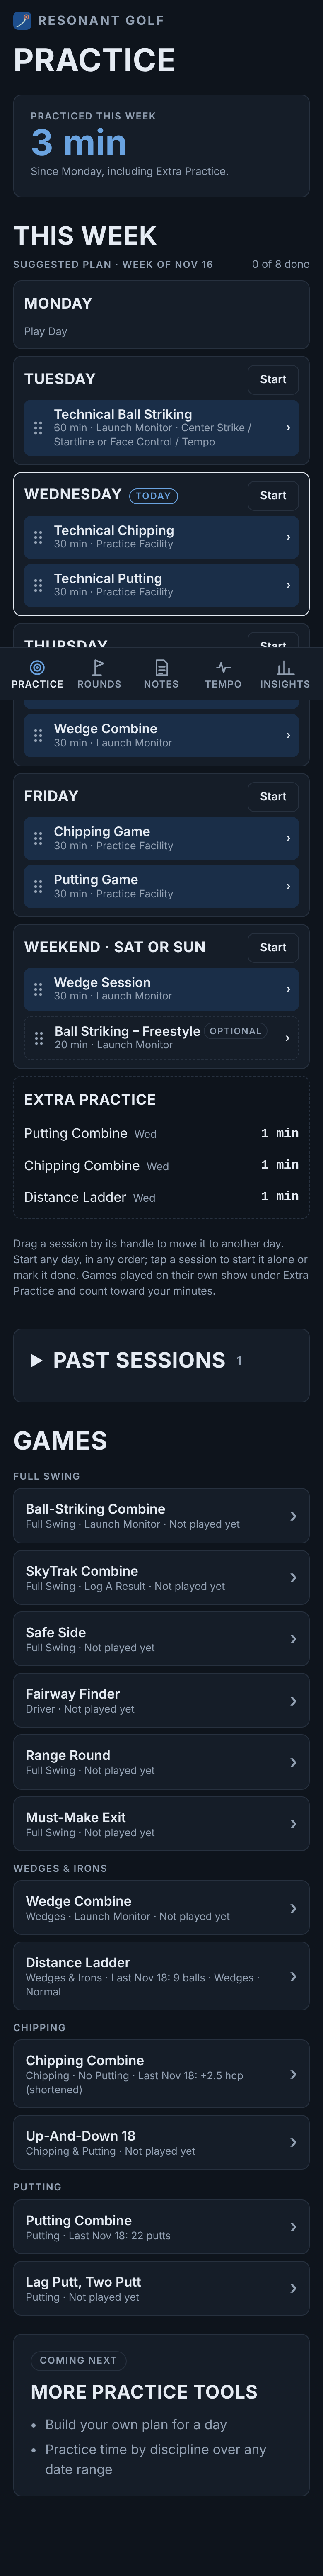 RESONANT GOLF
PRACTICE
PRACTICED THIS WEEK
3 min
Since Monday, including Extra Practice.
THIS WEEK
SUGGESTED PLAN · WEEK OF NOV 16
0 of 8 done
MONDAY
Play Day
TUESDAY
Start
Technical Ball Striking
60 min · Launch Monitor · Center Strike /
Startline or Face Control / Tempo
WEDNESDAY
TODAY
Start
Technical Chipping
30 min · Practice Facility
Technical Putting
30 min · Practice Facility
THURSDAY
Start
PRACTICE
ROUNDS
NOTES
TEMPO
INSIGHTS
Wedge Combine
30 min · Launch Monitor
FRIDAY
Start
Chipping Game
30 min · Practice Facility
Putting Game
30 min · Practice Facility
WEEKEND · SAT OR SUN
Start
Wedge Session
30 min · Launch Monitor
Ball Striking – Freestyle
OPTIONAL
20 min · Launch Monitor
EXTRA PRACTICE
Putting Combine Wed
1 min
Chipping Combine Wed
1 min
Distance Ladder Wed
1 min
Drag a session by its handle to move it to another day.
Start any day, in any order; tap a session to start it alone or
mark it done. Games played on their own show under Extra
Practice and count toward your minutes.
PAST SESSIONS 1
GAMES
FULL SWING
Ball-Striking Combine
Full Swing · Launch Monitor · Not played yet
SkyTrak Combine
Full Swing · Log A Result · Not played yet
Safe Side
Full Swing · Not played yet
Fairway Finder
Driver · Not played yet
Range Round
Full Swing · Not played yet
Must-Make Exit
Full Swing · Not played yet
WEDGES & IRONS
Wedge Combine
Wedges · Launch Monitor · Not played yet
Distance Ladder
Wedges & Irons · Last Nov 18: 9 balls · Wedges ·
Normal
CHIPPING
Chipping Combine
Chipping · No Putting · Last Nov 18: +2.5 hcp
(shortened)
Up-And-Down 18
Chipping & Putting · Not played yet
PUTTING
Putting Combine
Putting · Last Nov 18: 22 putts
Lag Putt, Two Putt
Putting · Not played yet
COMING NEXT
MORE PRACTICE TOOLS
• Build your own plan for a day
• Practice time by discipline over any
date range